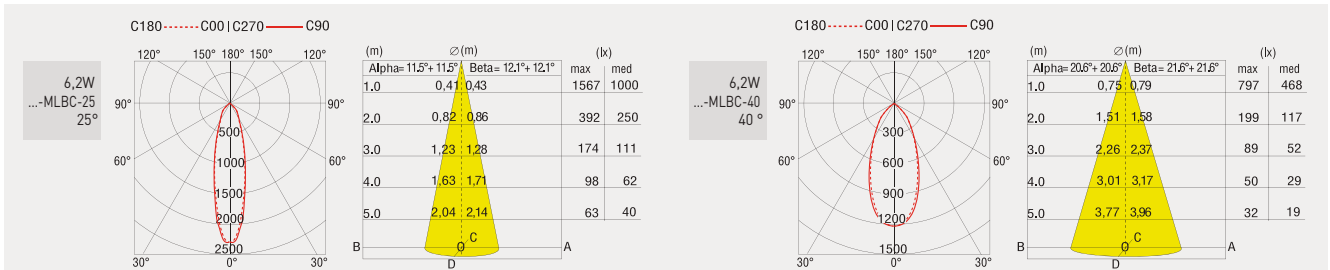 C180 ------- C00 | C270 —— C90
6,2W
...-MLBC-25
25°
120° 150° 180° 150° 120°
90° 90°
60° 60°
30° 0° 30°
500
1000
1500
2000
2500
(m) ∅(m) (lx)
Alpha= 11.5°+ 11.5° Beta= 12.1°+ 12.1° max med
1.0 0,41 0,43 1567 1000
2.0 0,82 0,86 392 250
3.0 1,23 1,28 174 111
4.0 1,63 1,71 98 62
5.0 2,04 2,14 63 40
C
B O A
D
C180 ------- C00 | C270 —— C90
6,2W
...-MLBC-40
40 °
120° 150° 180° 150° 120°
90° 90°
60° 60°
30° 0° 30°
300
600
900
1200
1500
(m) ∅(m) (lx)
Alpha= 20.6°+ 20.6° Beta= 21.6°+ 21.6° max med
1.0 0,75 0,79 797 468
2.0 1,51 1,58 199 117
3.0 2,26 2,37 89 52
4.0 3,01 3,17 50 29
5.0 3,77 3,96 32 19
C
B O A
D